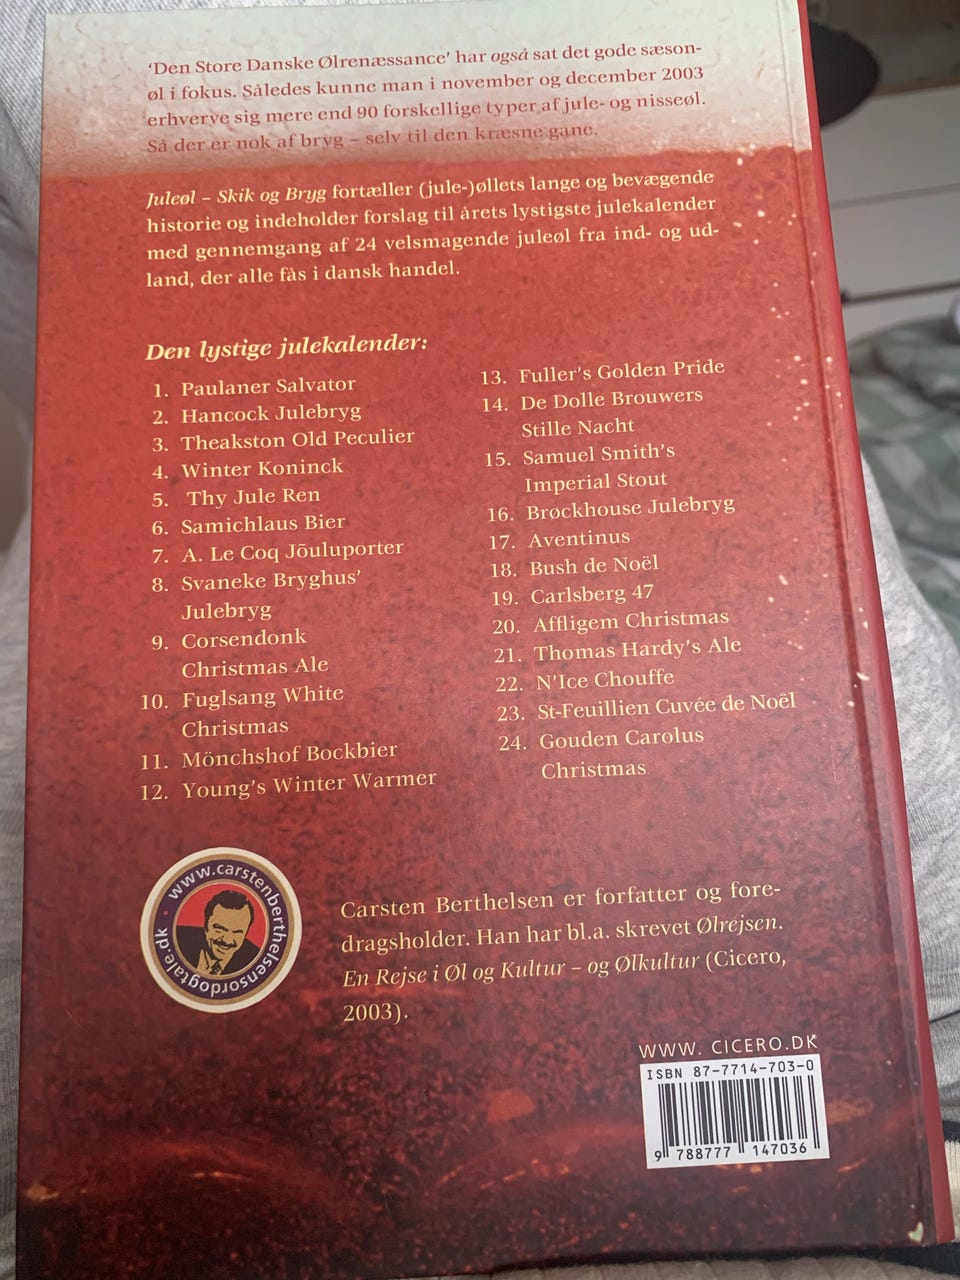 ‘Den Store Danske Ølrenæssance’ har også sat det gode sæson-
øl i fokus. Således kunne man i november og december 2003
erhverve sig mere end 90 forskellige typer af jule- og nisseøl.
Så der er nok af bryg – selv til den kræsne gane.
Juleøl – Skik og Bryg fortæller (jule-)øllets lange og bevægende
historie og indeholder forslag til årets lystigste julekalender
med gennemgang af 24 velsmagende juleøl fra ind- og ud-
land, der alle fås i dansk handel.
Den lystige julekalender:
1. Paulaner Salvator
2. Hancock Julebryg
3. Theakston Old Peculier
4. Winter Koninck
5. Thy Jule Ren
6. Samichlaus Bier
7. A. Le Coq Jõuluporter
8. Svaneke Bryghus’
Julebryg
9. Corsendonk
Christmas Ale
10. Fuglsang White
Christmas
11. Mönchshof Bockbier
12. Young’s Winter Warmer
13. Fuller’s Golden Pride
14. De Dolle Brouwers
Stille Nacht
15. Samuel Smith’s
Imperial Stout
16. Brøckhouse Julebryg
17. Aventinus
18. Bush de Noël
19. Carlsberg 47
20. Affligem Christmas
21. Thomas Hardy’s Ale
22. N’Ice Chouffe
23. St-Feuillien Cuvée de Noël
24. Gouden Carolus
Christmas
www.carstenberthelsensordogtale.dk
Carsten Berthelsen er forfatter og fore-
dragsholder. Han har bl.a. skrevet Ølrejsen.
En Rejse i Øl og Kultur – og Ølkultur (Cicero,
2003).
WWW. CICERO.DK
ISBN 87-7714-703-0
9 788777 147036